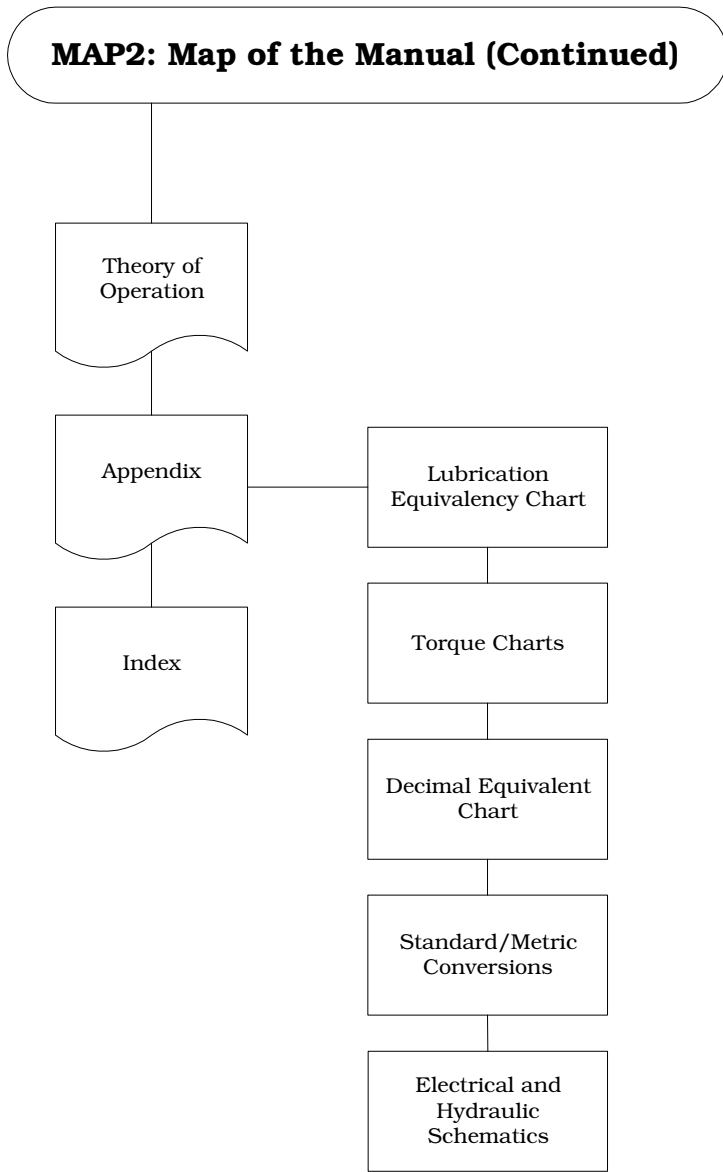 MAP2: Map of the Manual (Continued)
Theory of
Operation
Appendix
Index
Lubrication
Equivalency Chart
Torque Charts
Decimal Equivalent
Chart
Standard/Metric
Conversions
Electrical and
Hydraulic
Schematics